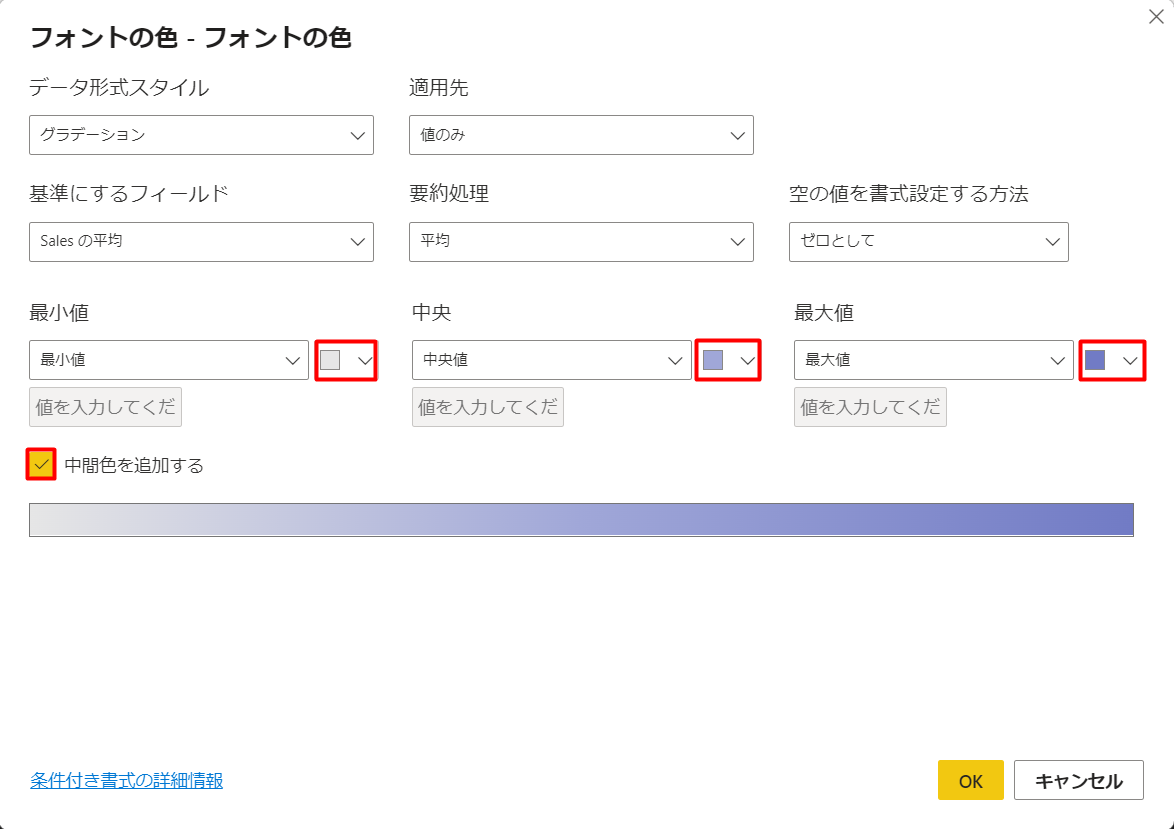 フォントの色 - フォントの色
データ形式スタイル
適用先
グラデーション
値のみ
基準にするフィールド
要約処理
空の値を書式設定する方法
Sales の平均
平均
ゼロとして
最小値
中央
最大値
最小値
中央値
最大値
値を入力してくだ
値を入力してくだ
値を入力してくだ
中間色を追加する
条件付き書式の詳細情報
OK
キャンセル